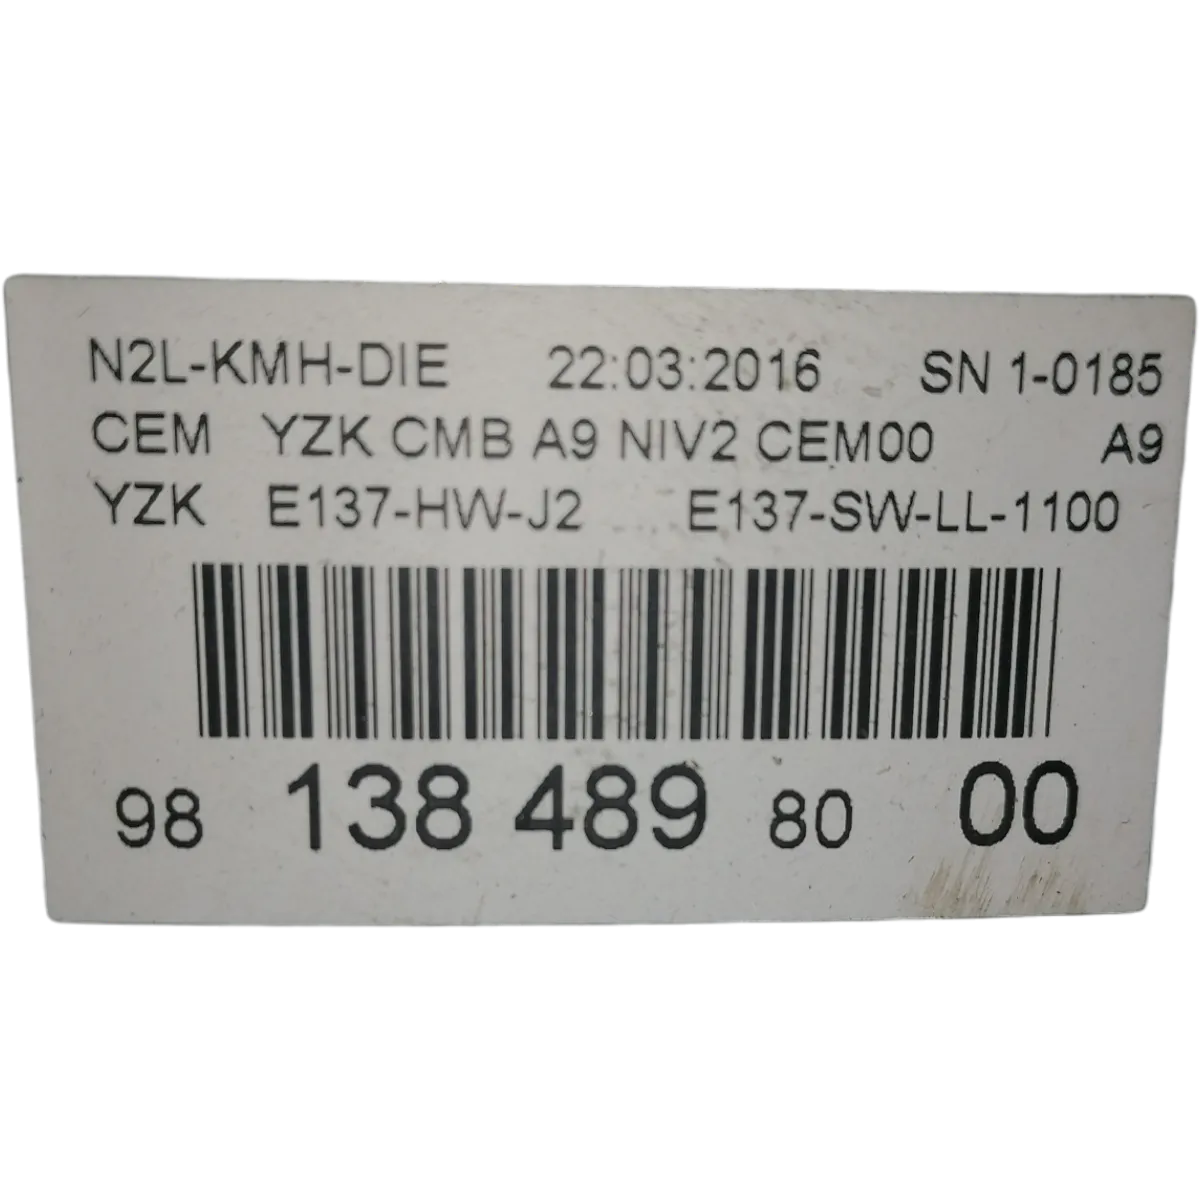 N2L-KMH-DIE 22:03:2016 SN 1-0185
CEM YZK CMB A9 NIV2 CEM00 A9
YZK E137-HW-J2 E137-SW-LL-1100
98 138 489 80 00